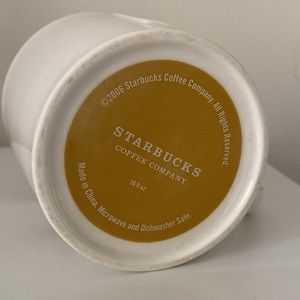 ©2006 Starbucks Coffee Company. All Rights Reserved.
STARBUCKS
COFFEE COMPANY
16 fl oz
Made in China. Microwave and Dishwasher Safe.